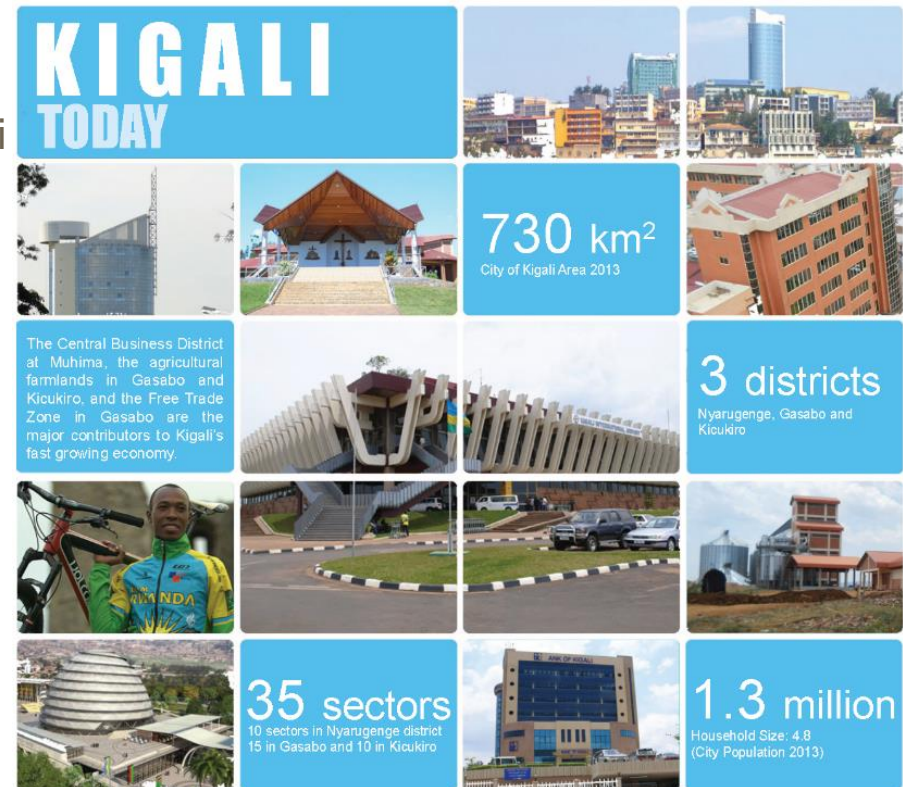 KIGALI
TODAY
i
730 km²
City of Kigali Area 2013
The Central Business District
at Muhima, the agricultural
farmlands in Gasabo and
Kicukiro, and the Free Trade
Zone in Gasabo are the
major contributors to Kigali's
fast growing economy.
KIGALI INTERNATIONAL AIRPORT
3 districts
Nyarugenge, Gasabo and
Kicukiro
RWANDA
35 sectors
10 sectors in Nyarugenge district
15 in Gasabo and 10 in Kicukiro
BANK OF KIGALI
1.3 million
Household Size: 4.8
(City Population 2013)